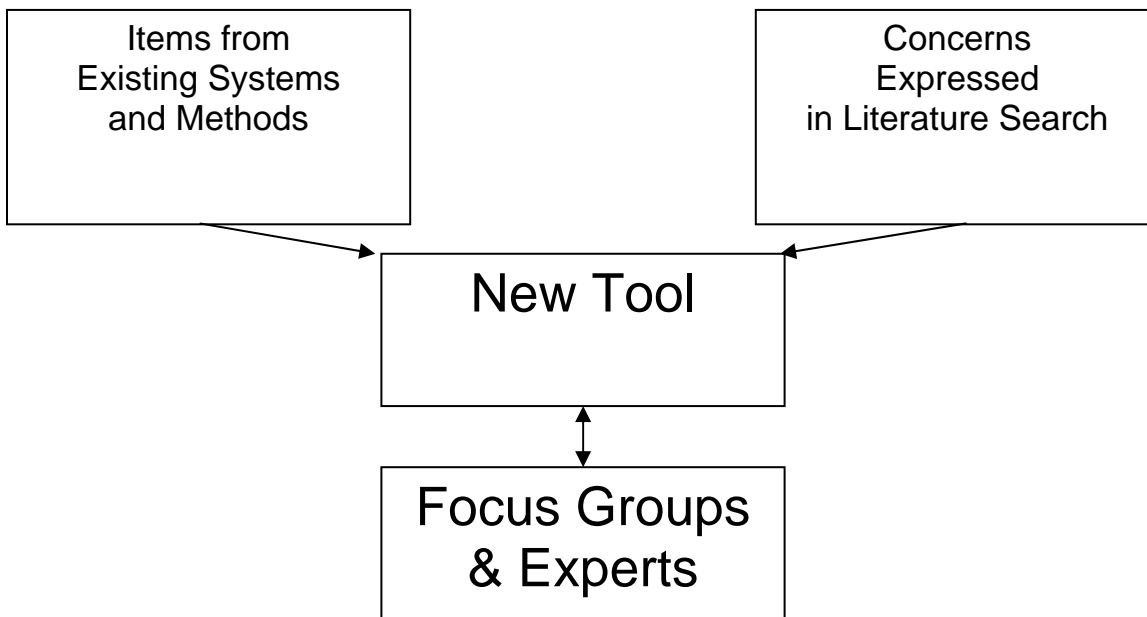 Items from
Existing Systems
and Methods
Concerns
Expressed
in Literature Search
New Tool
Focus Groups
& Experts